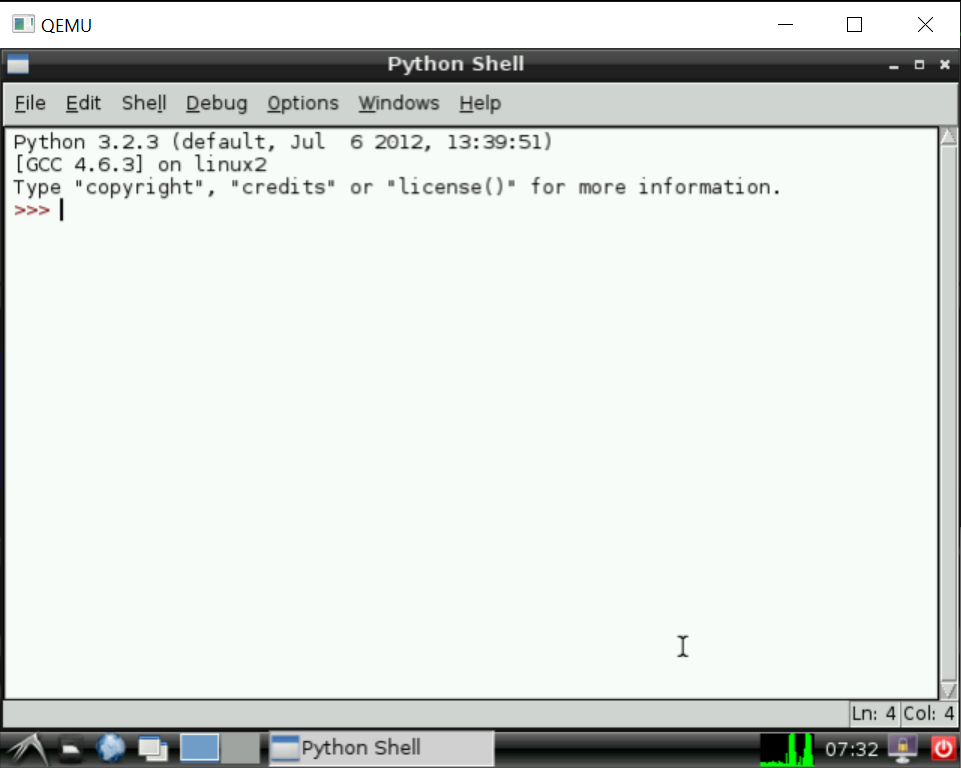 QEMU
Python Shell
File Edit Shell Debug Options Windows Help
Python 3.2.3 (default, Jul  6 2012, 13:39:51)
[GCC 4.6.3] on linux2
Type "copyright", "credits" or "license()" for more information.
>>>
Ln: 4 Col: 4
Python Shell 07:32